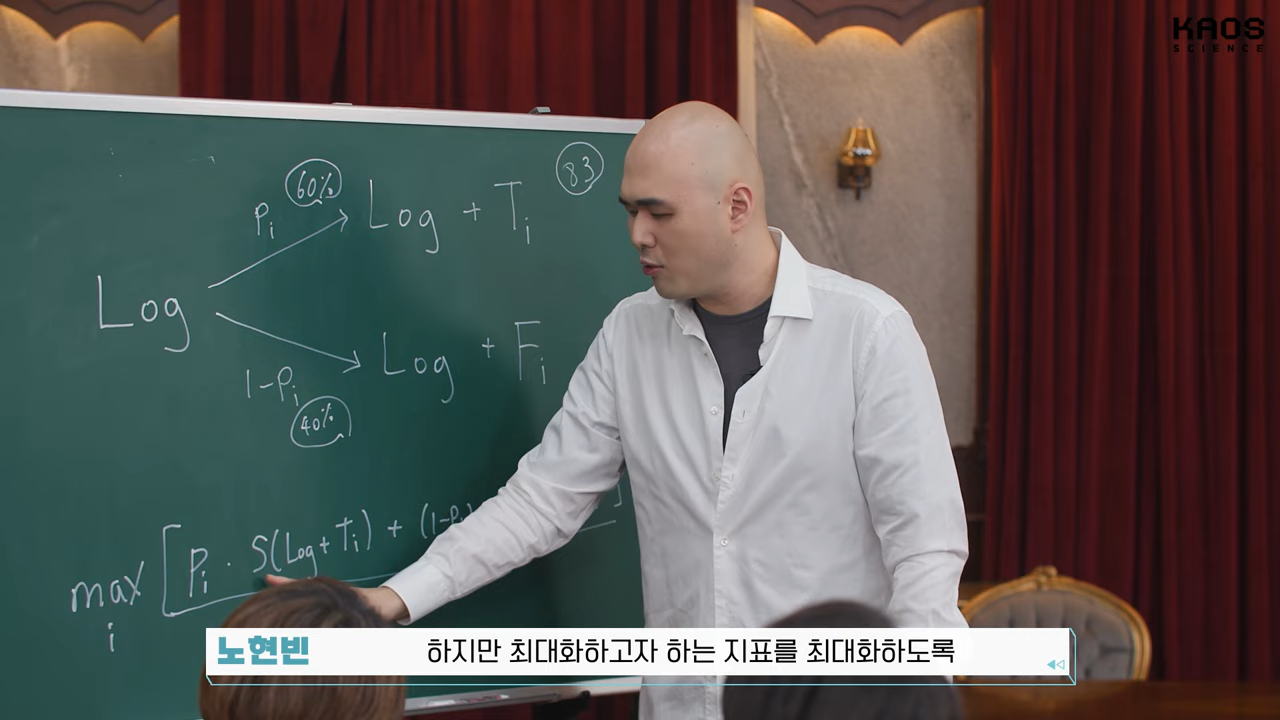 KAOS
SCIENCE
60%
83
Pi
Log + Ti
Log
Log + Fi
1-Pi
40%
max [ Pi · S(Log+Ti) + (1-Pi) ]
i
노현빈 하지만 최대화하고자 하는 지표를 최대화하도록